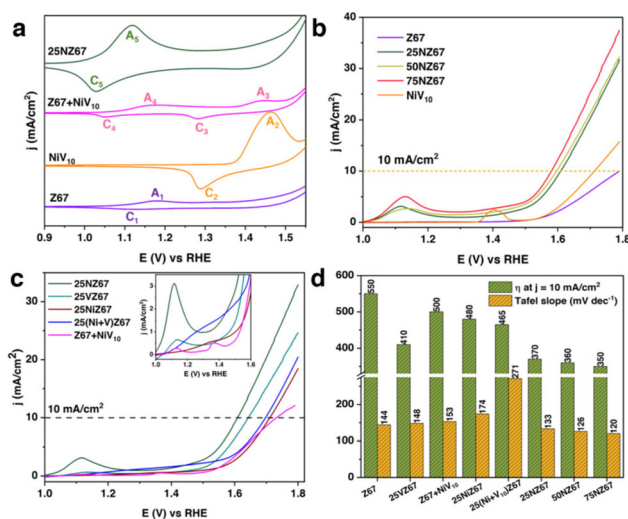 a
j (mA/cm²)
25NZ67
A₅
C₅
Z67+NiV₁₀
A₄
A₃
C₄
C₃
A₂
NiV₁₀
C₂
Z67
A₁
C₁
0.9 1.0 1.1 1.2 1.3 1.4 1.5
E (V) vs RHE
b
j (mA/cm²)
40
30
20
10
0
Z67
25NZ67
50NZ67
75NZ67
NiV₁₀
10 mA/cm²
1.0 1.2 1.4 1.6 1.8
E (V) vs RHE
c
j (mA/cm²)
30
20
10
0
25NZ67
25VZ67
25NiZ67
25(Ni+V)Z67
Z67+NiV₁₀
j (mA/cm²)
3
2
1
0
1.0 1.2 1.4 1.6
E (V) vs RHE
10 mA/cm²
1.0 1.2 1.4 1.6 1.8
E (V) vs RHE
d
600
500
400
300
200
100
0
η at j = 10 mA/cm²
Tafel slope (mV dec⁻¹)
550 144
410 148
500 153
480 174
465 271
370 133
360 126
350 120
Z67
25VZ67
Z67+NiV₁₀
25NiZ67
25(Ni+V₁₀)Z67
25NZ67
50NZ67
75NZ67